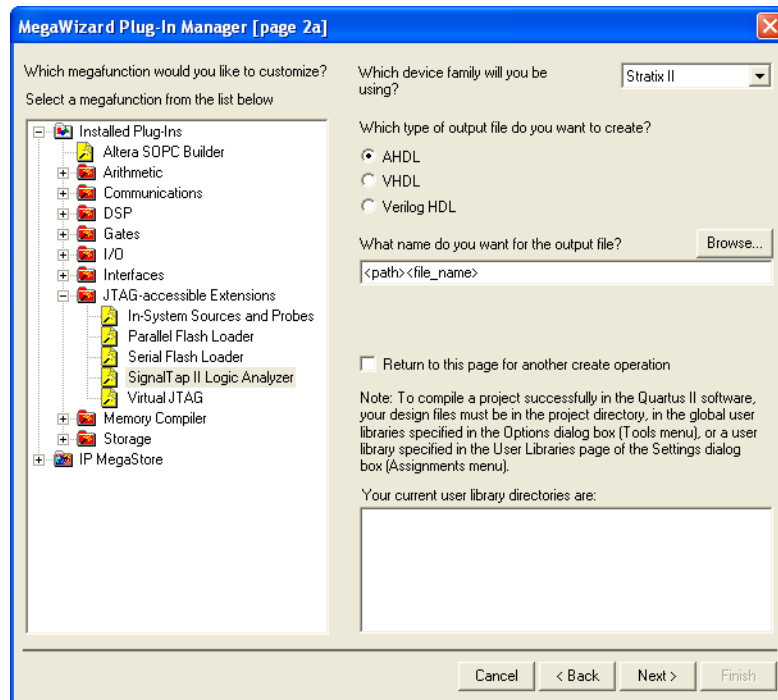 MegaWizard Plug-In Manager [page 2a]
Which megafunction would you like to customize?
Select a megafunction from the list below
Installed Plug-Ins
Altera SOPC Builder
Arithmetic
Communications
DSP
Gates
I/O
Interfaces
JTAG-accessible Extensions
In-System Sources and Probes
Parallel Flash Loader
Serial Flash Loader
SignalTap II Logic Analyzer
Virtual JTAG
Memory Compiler
Storage
IP MegaStore
Which device family will you be
using?
Stratix II
Which type of output file do you want to create?
AHDL
VHDL
Verilog HDL
What name do you want for the output file?
Browse...
<path><file_name>
Return to this page for another create operation
Note: To compile a project successfully in the Quartus II software,
your design files must be in the project directory, in the global user
libraries specified in the Options dialog box (Tools menu), or a user
library specified in the User Libraries page of the Settings dialog
box (Assignments menu).
Your current user library directories are:
Cancel
< Back
Next >
Finish